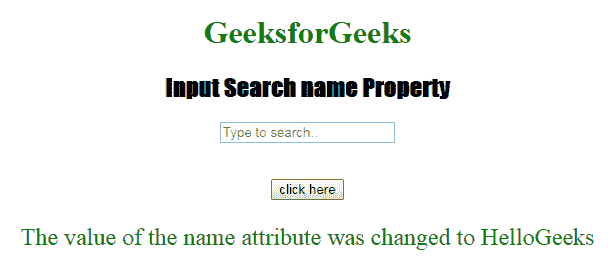 GeeksforGeeks
Input Search name Property
Type to search..
click here
The value of the name attribute was changed to HelloGeeks